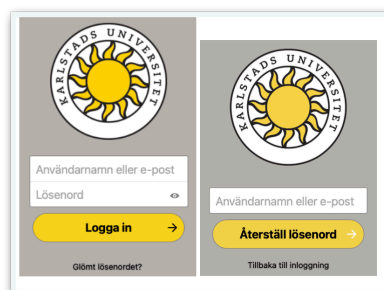 KARLSTADS UNIVERSITET
Användarnamn eller e-post
Lösenord
Logga in
Glömt lösenordet?
KARLSTADS UNIVERSITET
Användarnamn eller e-post
Återställ lösenord
Tillbaka till inloggning